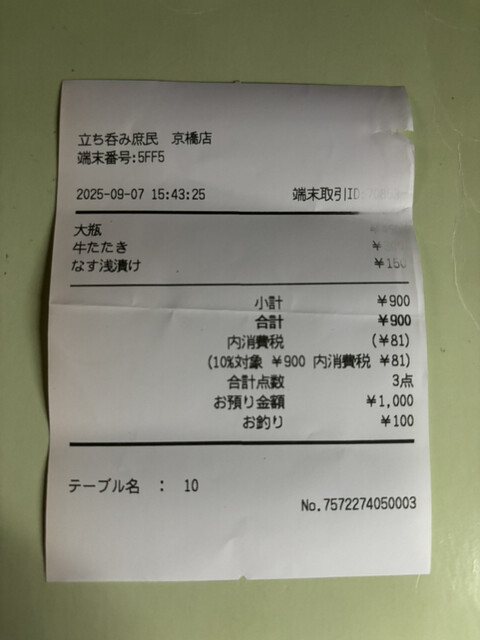 立ち呑み庶民 京橋店
端末番号:5FF5
2025-09-07 15:43:25 端末取引ID:
大瓶 ¥
牛たたき ¥
なす浅漬け ¥150
小計 ¥900
合計 ¥900
内消費税 (¥81)
(10%対象 ¥900 内消費税 ¥81)
合計点数 3点
お預り金額 ¥1,000
お釣り ¥100
テーブル名 : 10
No.7572274050003